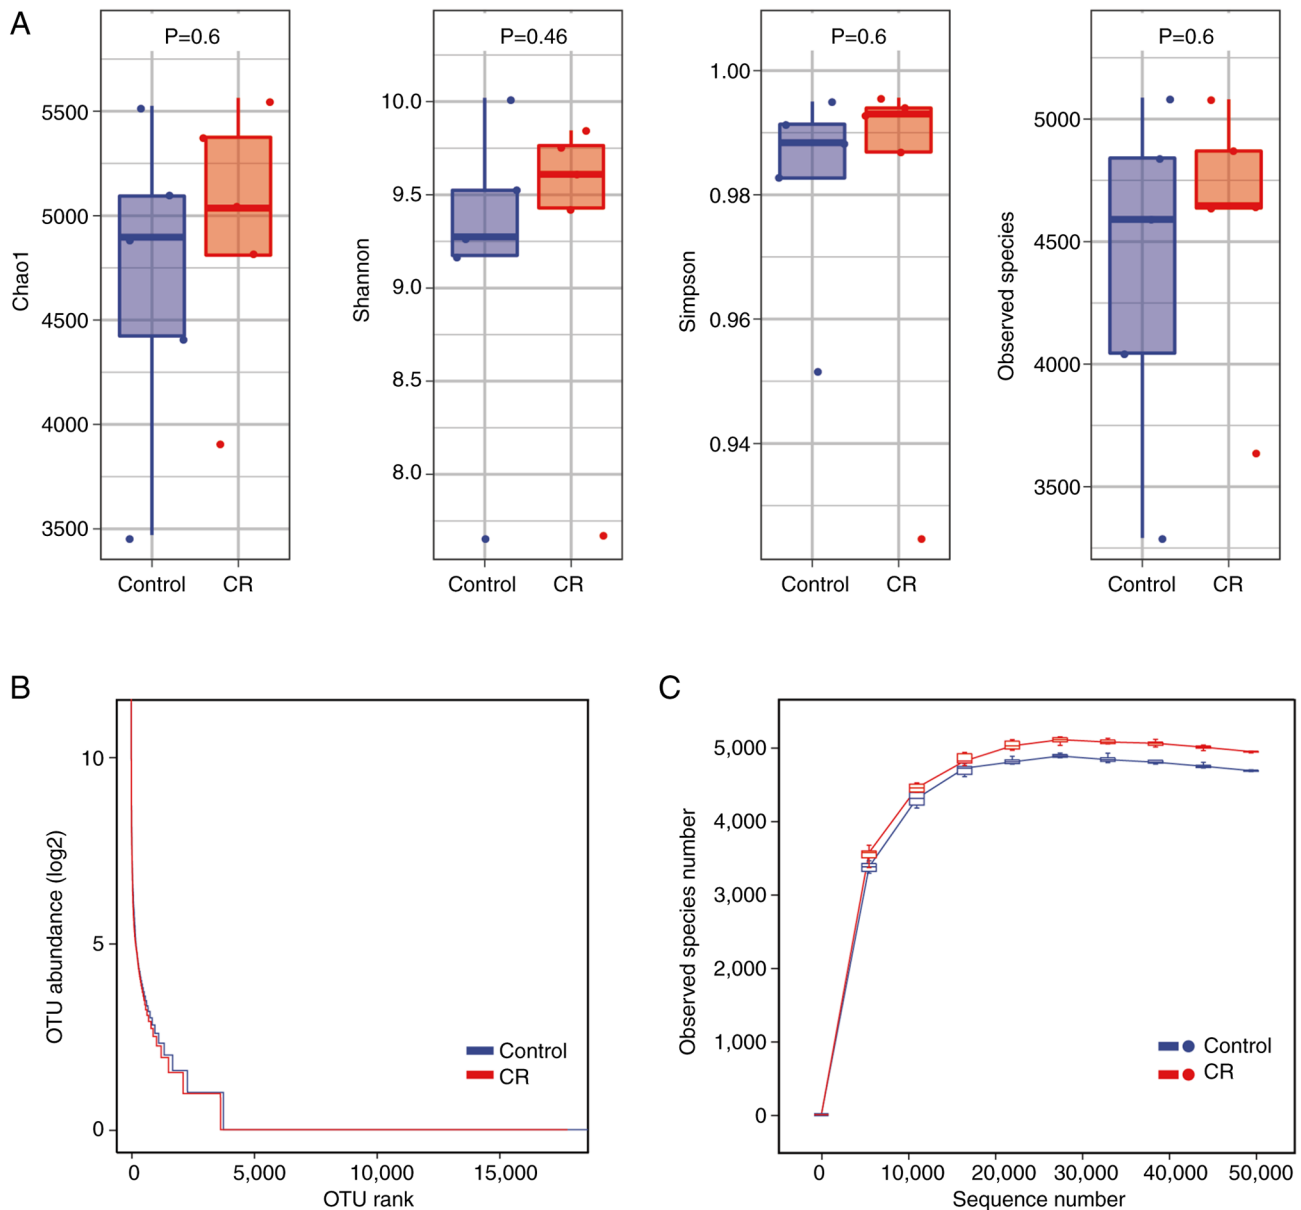 A
P=0.6
Chao1
5500
5000
4500
4000
3500
Control
CR
P=0.46
Shannon
10.0
9.5
9.0
8.5
8.0
Control
CR
P=0.6
Simpson
1.00
0.98
0.96
0.94
Control
CR
P=0.6
Observed species
5000
4500
4000
3500
Control
CR
B
OTU abundance (log2)
10
5
0
Control
CR
0
5,000
10,000
15,000
OTU rank
C
Observed species number
5,000
4,000
3,000
2,000
1,000
0
Control
CR
0
10,000
20,000
30,000
40,000
50,000
Sequence number